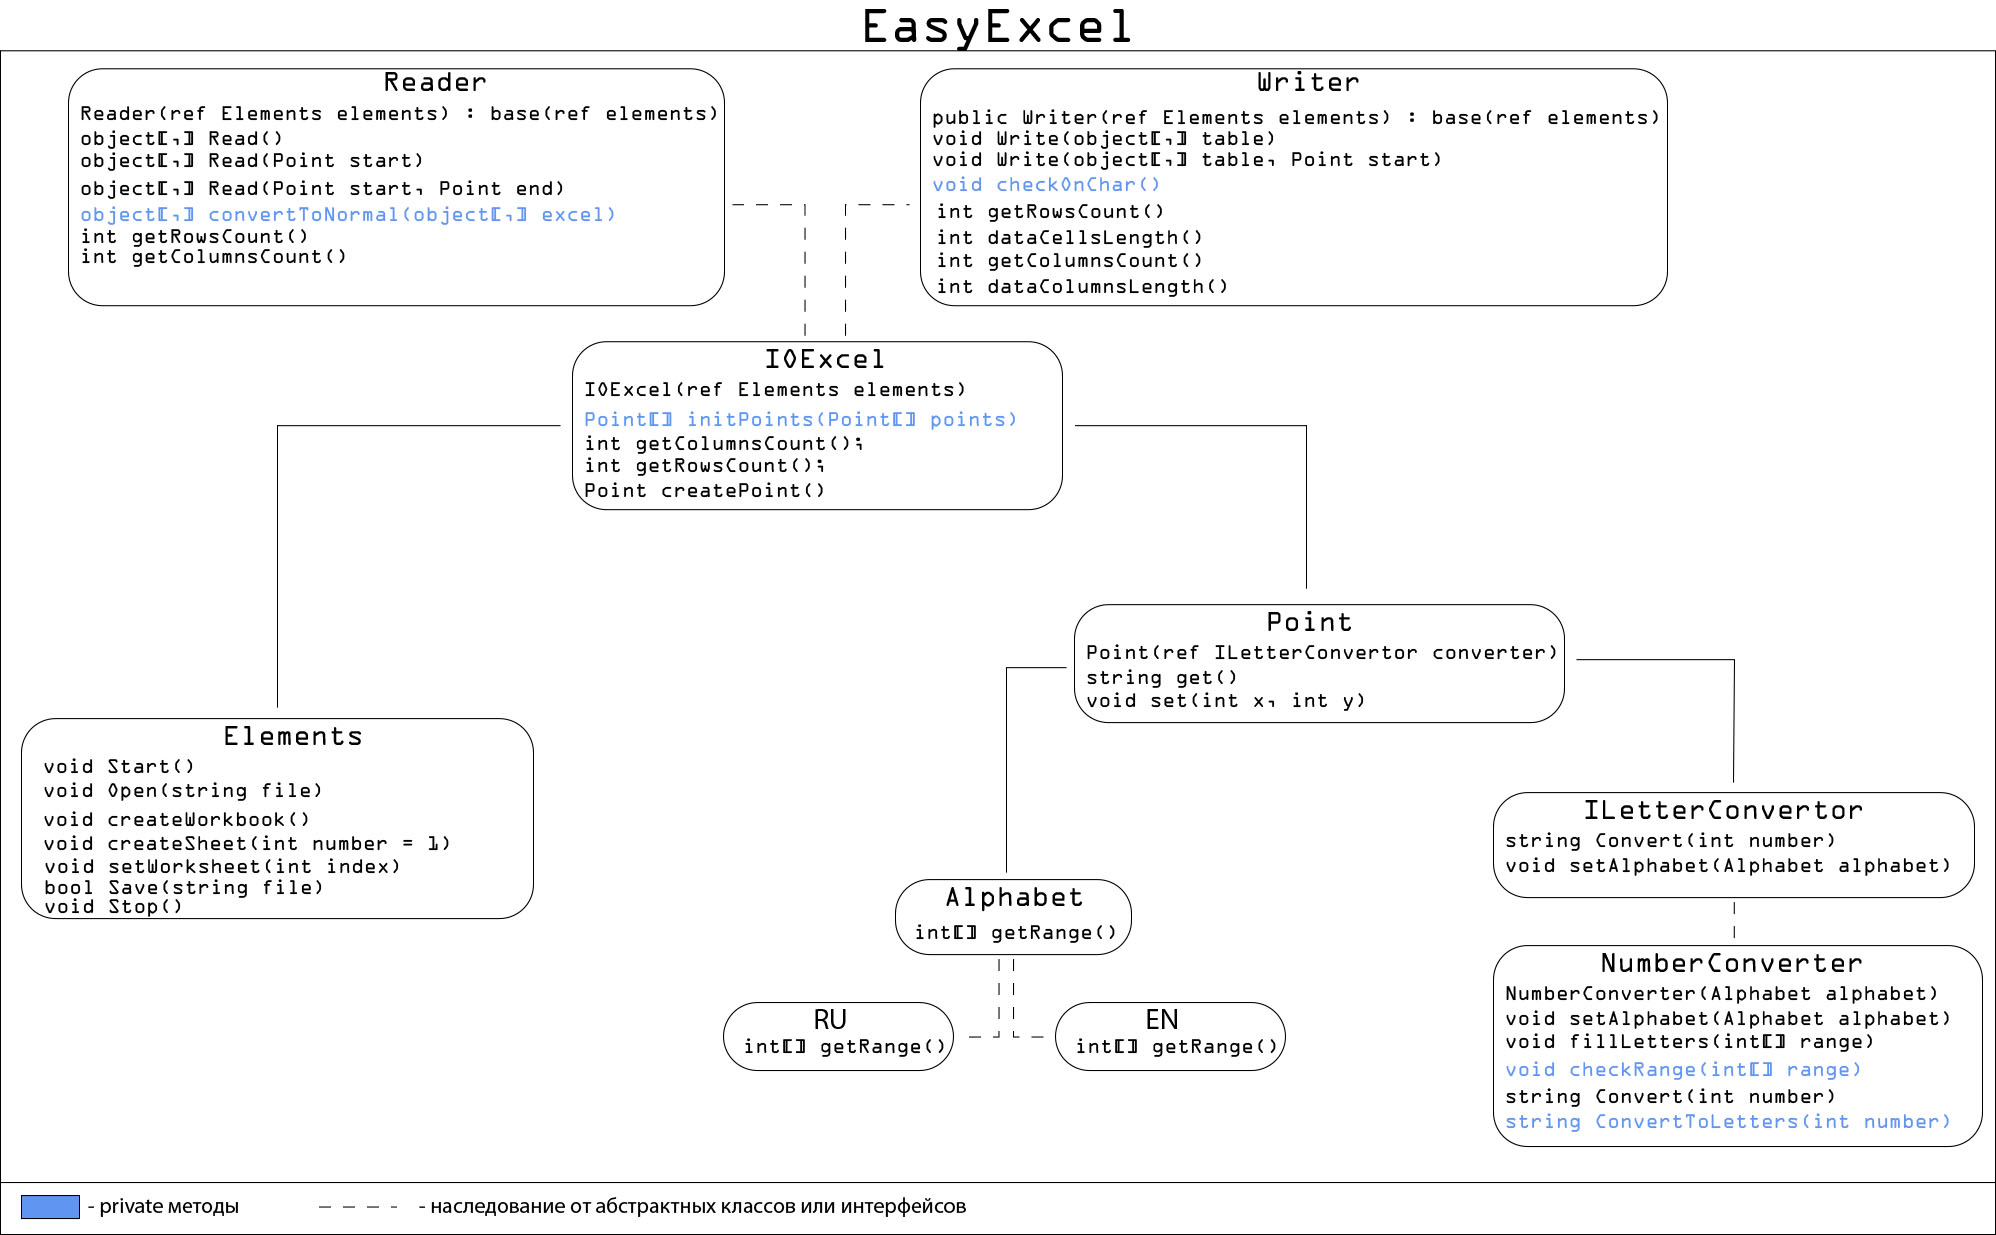 EasyExcel
Reader
Reader(ref Elements elements) : base(ref elements)
object[,] Read()
object[,] Read(Point start)
object[,] Read(Point start, Point end)
object[,] convertToNormal(object[,] excel)
int getRowsCount()
int getColumnsCount()
Writer
public Writer(ref Elements elements) : base(ref elements)
void Write(object[,] table)
void Write(object[,] table, Point start)
void checkOnChar()
int getRowsCount()
int dataCellsLength()
int getColumnsCount()
int dataColumnsLength()
IOExcel
IOExcel(ref Elements elements)
Point[] initPoints(Point[] points)
int getColumnsCount();
int getRowsCount();
Point createPoint()
Point
Point(ref ILetterConvertor converter)
string get()
void set(int x, int y)
Elements
void Start()
void Open(string file)
void createWorkbook()
void createSheet(int number = 1)
void setWorksheet(int index)
bool Save(string file)
void Stop()
ILetterConvertor
string Convert(int number)
void setAlphabet(Alphabet alphabet)
Alphabet
int[] getRange()
RU
int[] getRange()
EN
int[] getRange()
NumberConverter
NumberConverter(Alphabet alphabet)
void setAlphabet(Alphabet alphabet)
void fillLetters(int[] range)
void checkRange(int[] range)
string Convert(int number)
string ConvertToLetters(int number)
- private методы
- наследование от абстрактных классов или интерфейсов